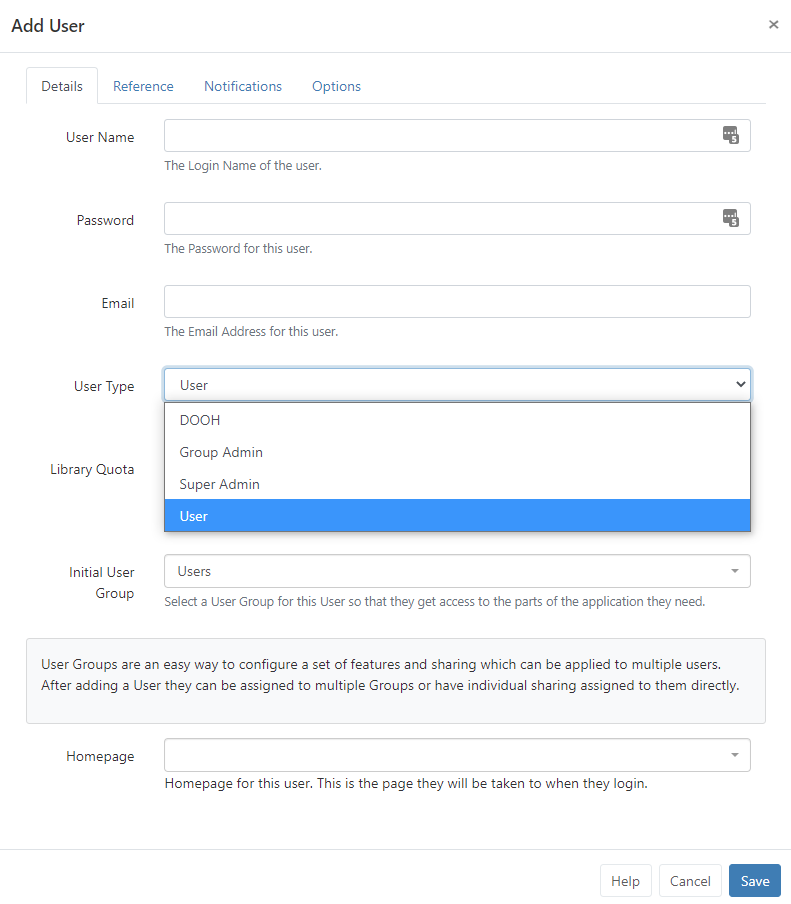 Add User
×
Details Reference Notifications Options
User Name
The Login Name of the user.
Password
The Password for this user.
Email
The Email Address for this user.
User Type
User
DOOH
Group Admin
Super Admin
User
Library Quota
Initial User
Group
Users
Select a User Group for this User so that they get access to the parts of the application they need.
User Groups are an easy way to configure a set of features and sharing which can be applied to multiple users.
After adding a User they can be assigned to multiple Groups or have individual sharing assigned to them directly.
Homepage
Homepage for this user. This is the page they will be taken to when they login.
Help Cancel Save